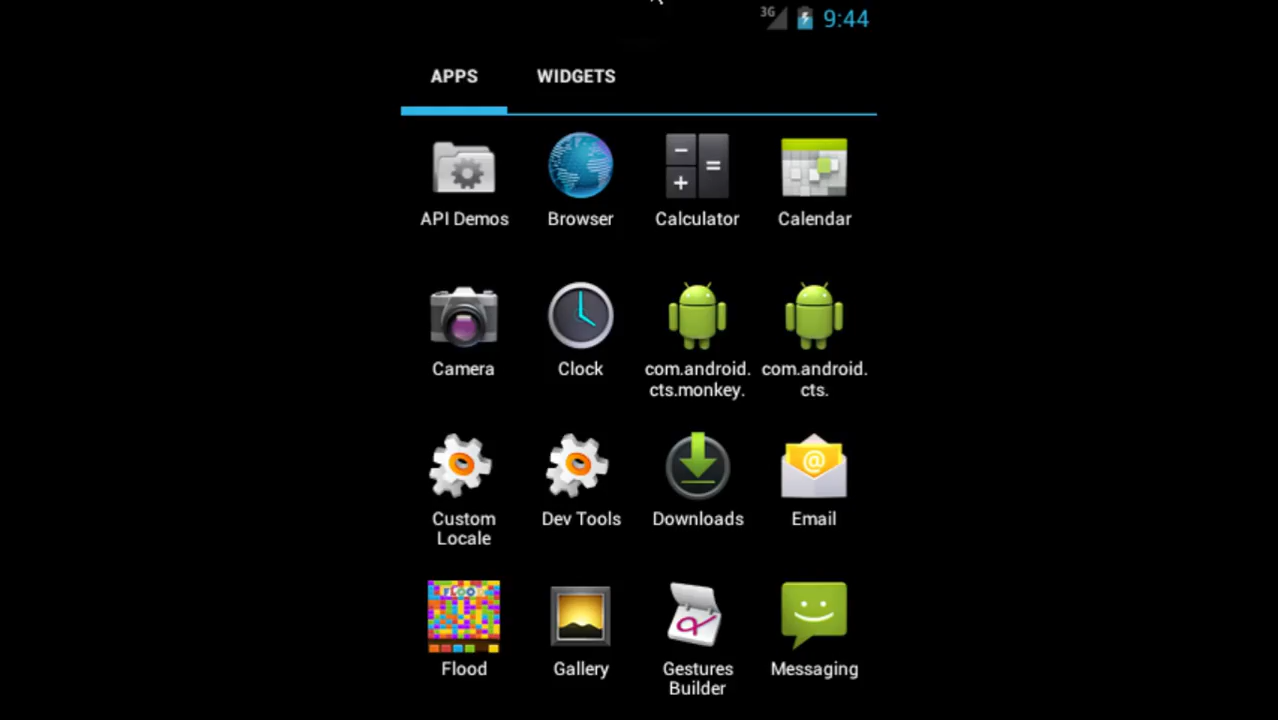 3G 9:44
APPS WIDGETS
API Demos Browser Calculator Calendar
Camera Clock com.android. com.android.
cts.monkey. cts.
Custom Dev Tools Downloads Email
Locale
FLOOD
Flood Gallery Gestures Messaging
Builder